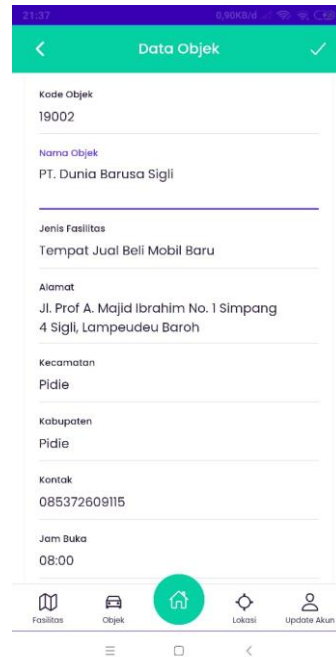 21:37
0,90KB/d
Data Objek
Kode Objek
19002
Nama Objek
PT. Dunia Barusa Sigli
Jenis Fasilitas
Tempat Jual Beli Mobil Baru
Alamat
Jl. Prof A. Majid Ibrahim No. 1 Simpang
4 Sigli, Lampeudeu Baroh
Kecamatan
Pidie
Kabupaten
Pidie
Kontak
085372609115
Jam Buka
08:00
Fasilitas
Objek
Lokasi
Update Akun